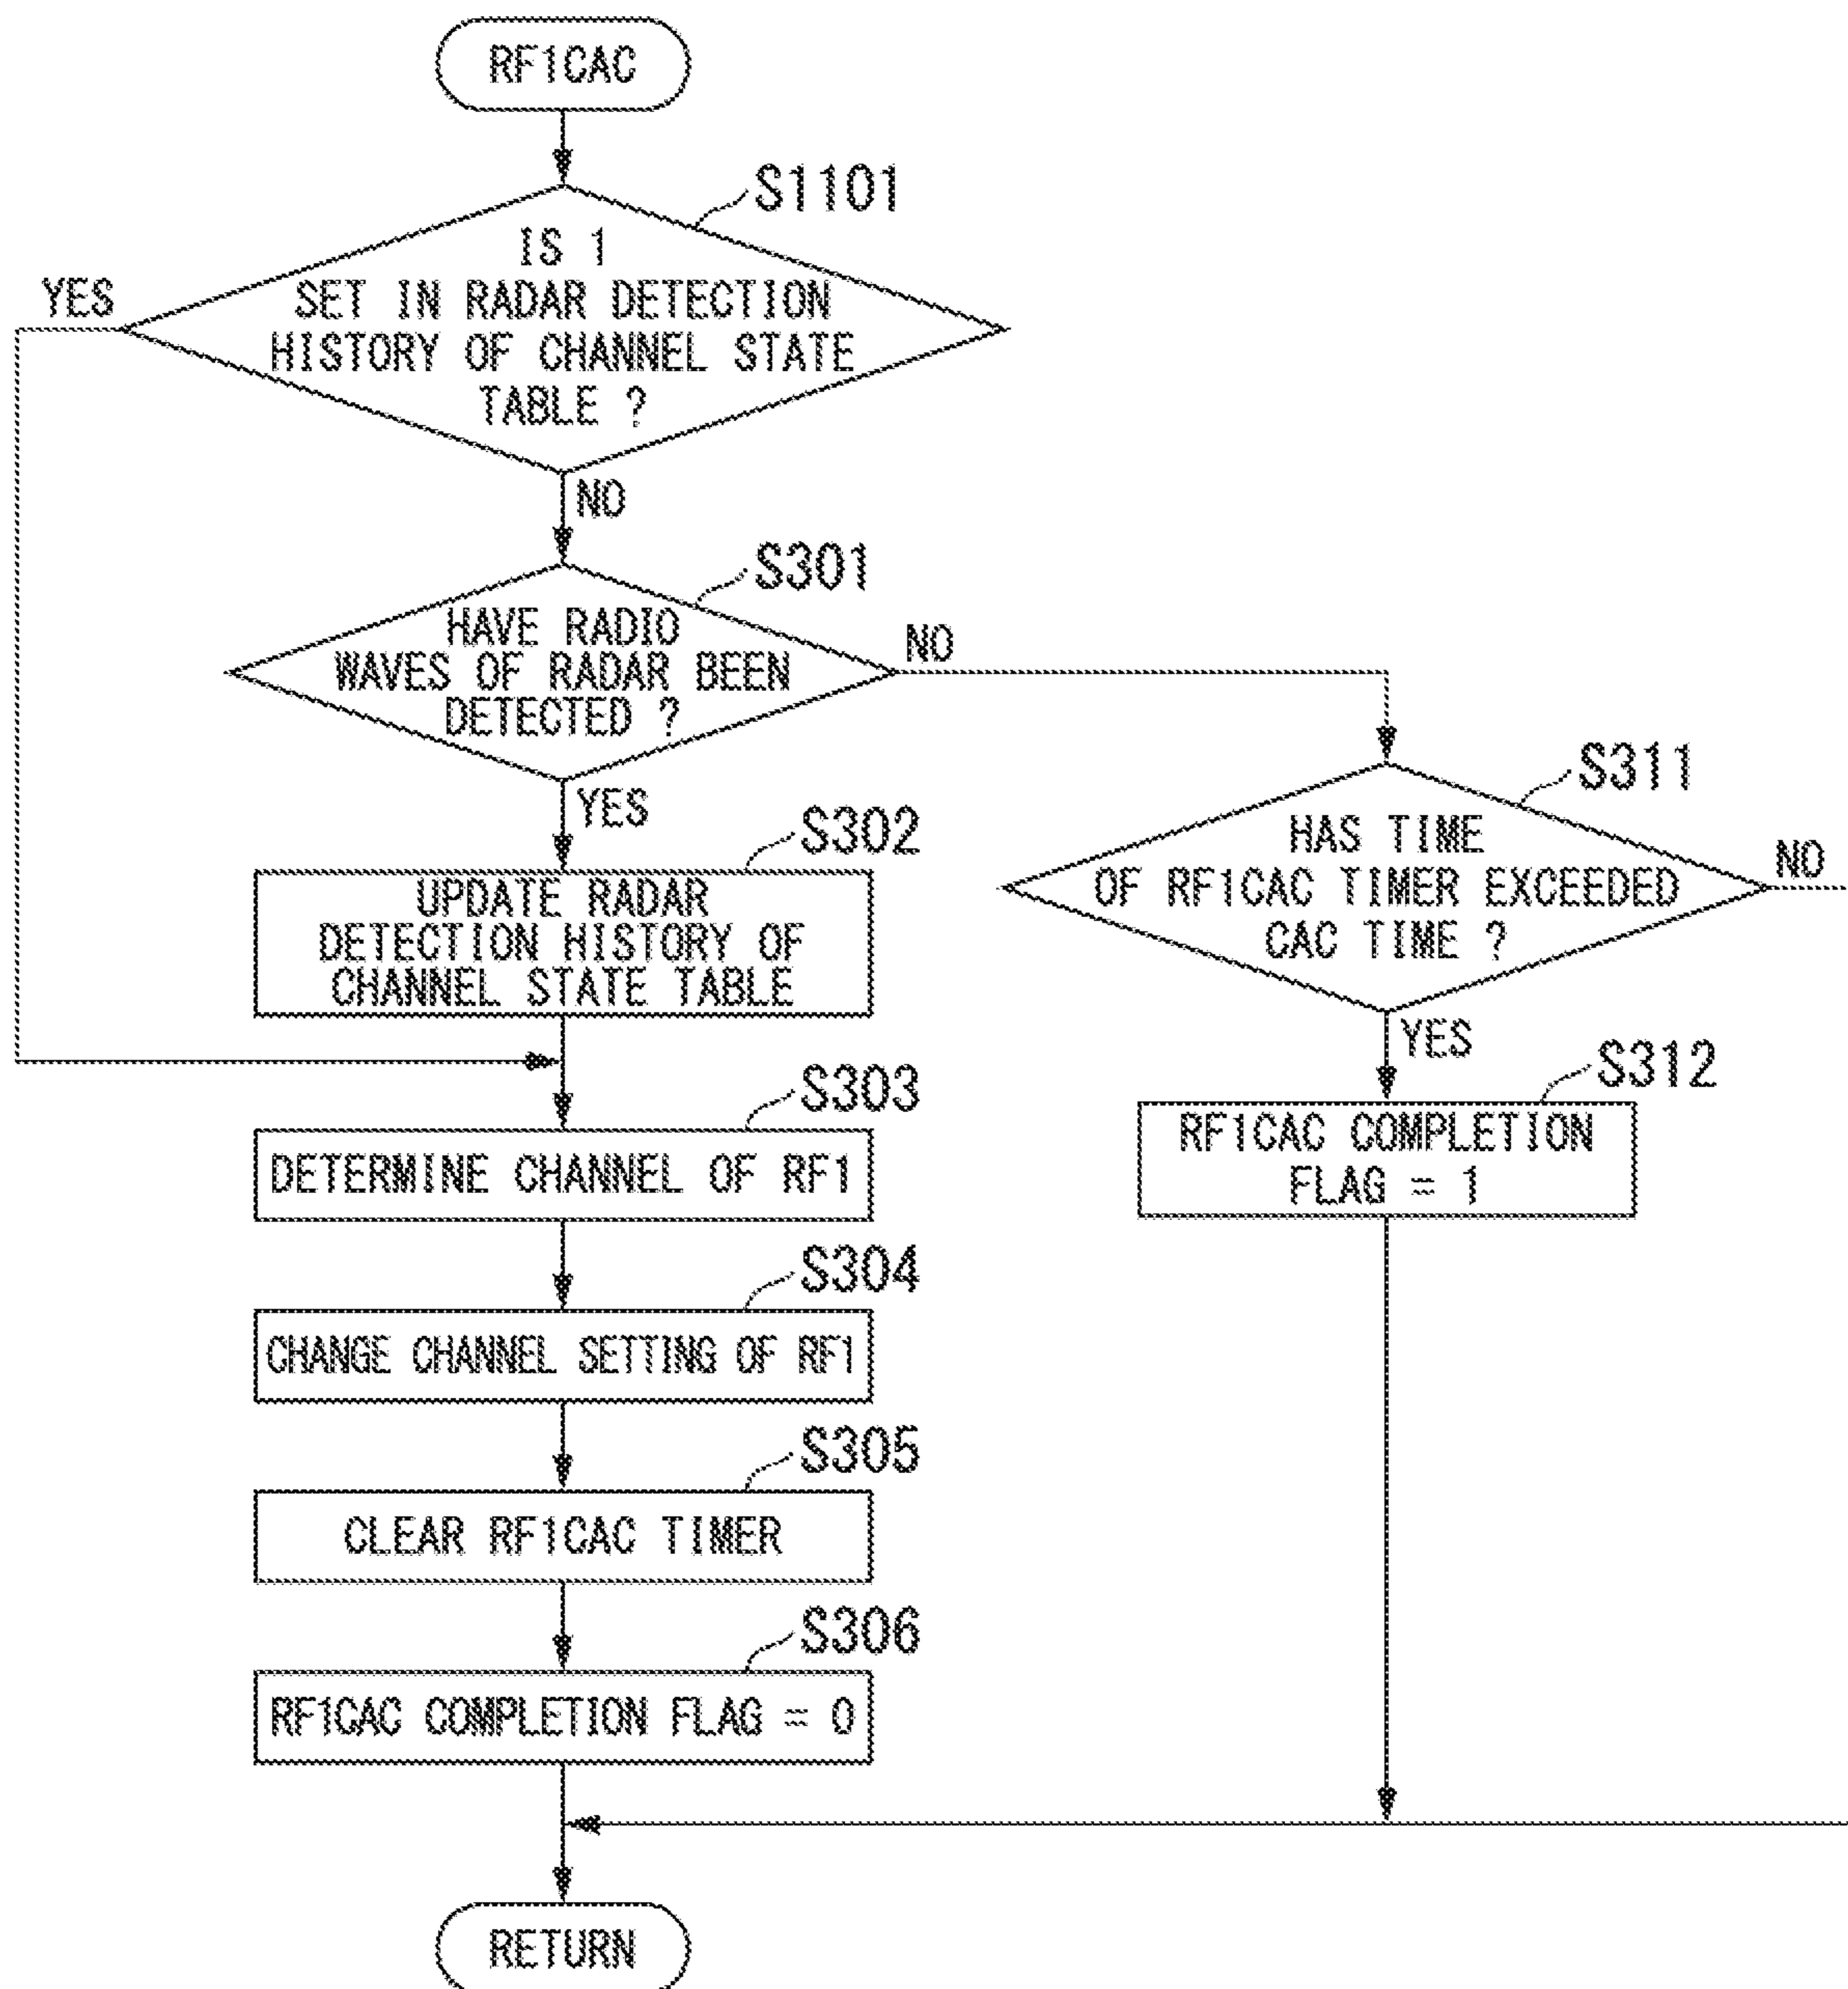 RF1CAC
S1101
IS 1
SET IN RADAR DETECTION
HISTORY OF CHANNEL STATE
TABLE ?
YES
NO
S301
HAVE RADIO
WAVES OF RADAR BEEN
DETECTED ?
NO
YES
S311
HAS TIME
OF RF1CAC TIMER EXCEEDED
CAC TIME ?
NO
YES
S302
UPDATE RADAR
DETECTION HISTORY OF
CHANNEL STATE TABLE
S312
RF1CAC COMPLETION
FLAG = 1
S303
DETERMINE CHANNEL OF RF1
S304
CHANGE CHANNEL SETTING OF RF1
S305
CLEAR RF1CAC TIMER
S306
RF1CAC COMPLETION FLAG = 0
RETURN